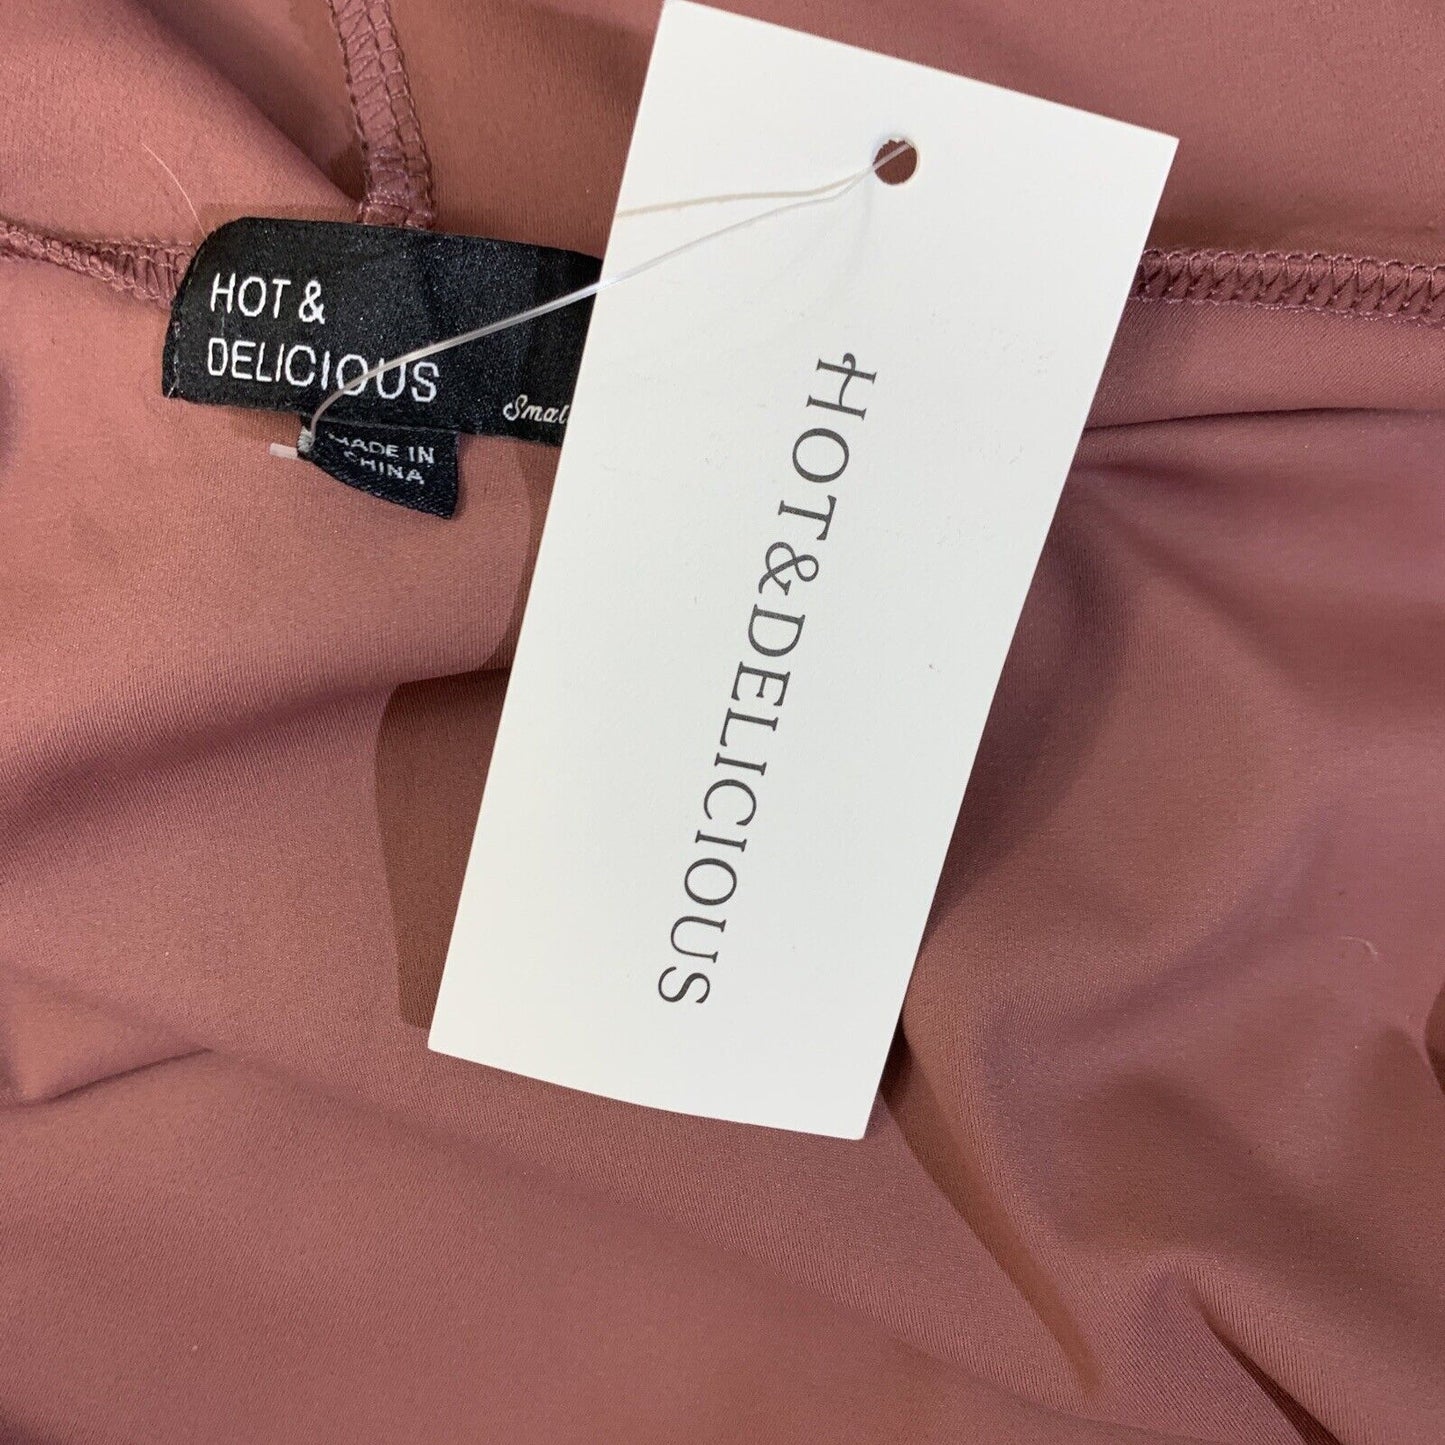 HOT &
DELICIOUS
MADE IN
CHINA
HOT&DELICIOUS